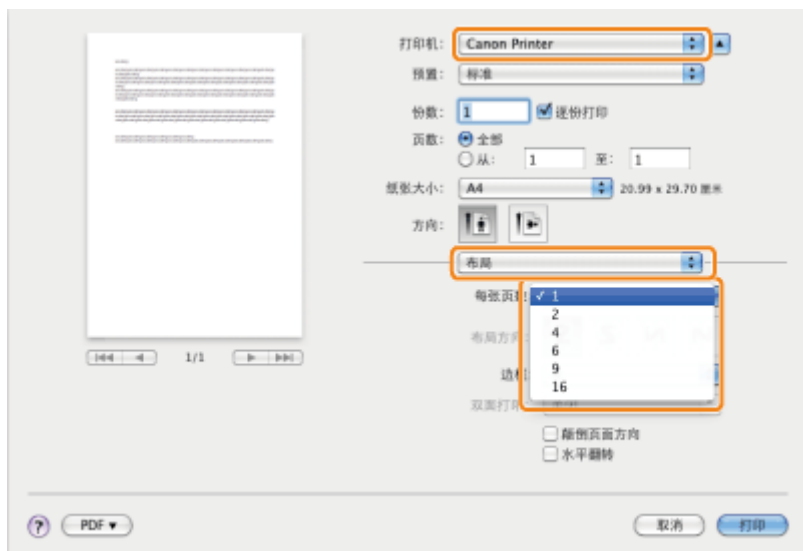 打印机: Canon Printer
预置: 标准
份数: 1 逐份打印
页数: 全部
从: 1 至: 1
纸张大小: A4 20.99 x 29.70 厘米
方向:
布局
每张页数 ✓ 1
2
4
6
9
16
布局方向:
边框:
双面打印:
颠倒页面方向
水平翻转
1/1
? PDF ▼ 取消 打印